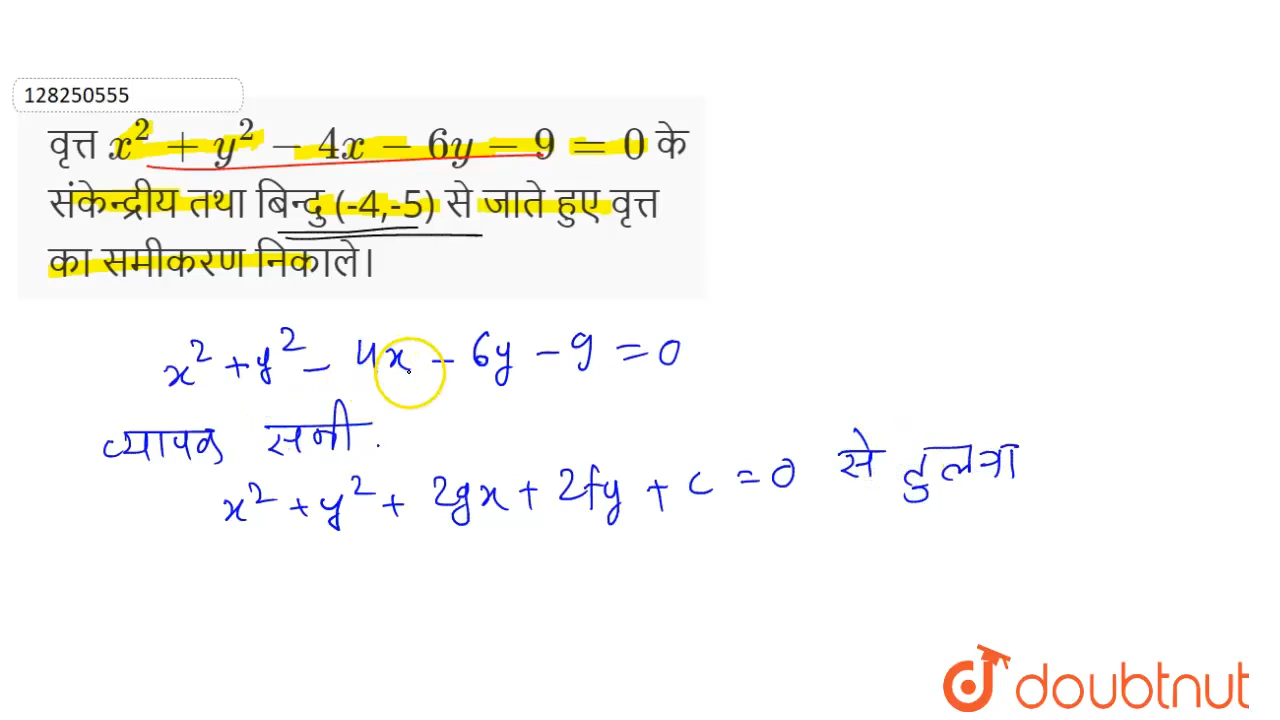 128250555
वृत्त x² + y² − 4x − 6y − 9 = 0 के
संकेन्द्रीय तथा बिन्दु (-4,-5) से जाते हुए वृत्त
का समीकरण निकाले।
x² + y² − 4x − 6y − 9 = 0
व्यापक समी.
x² + y² + 2gx + 2fy + c = 0 से तुलना
doubtnut